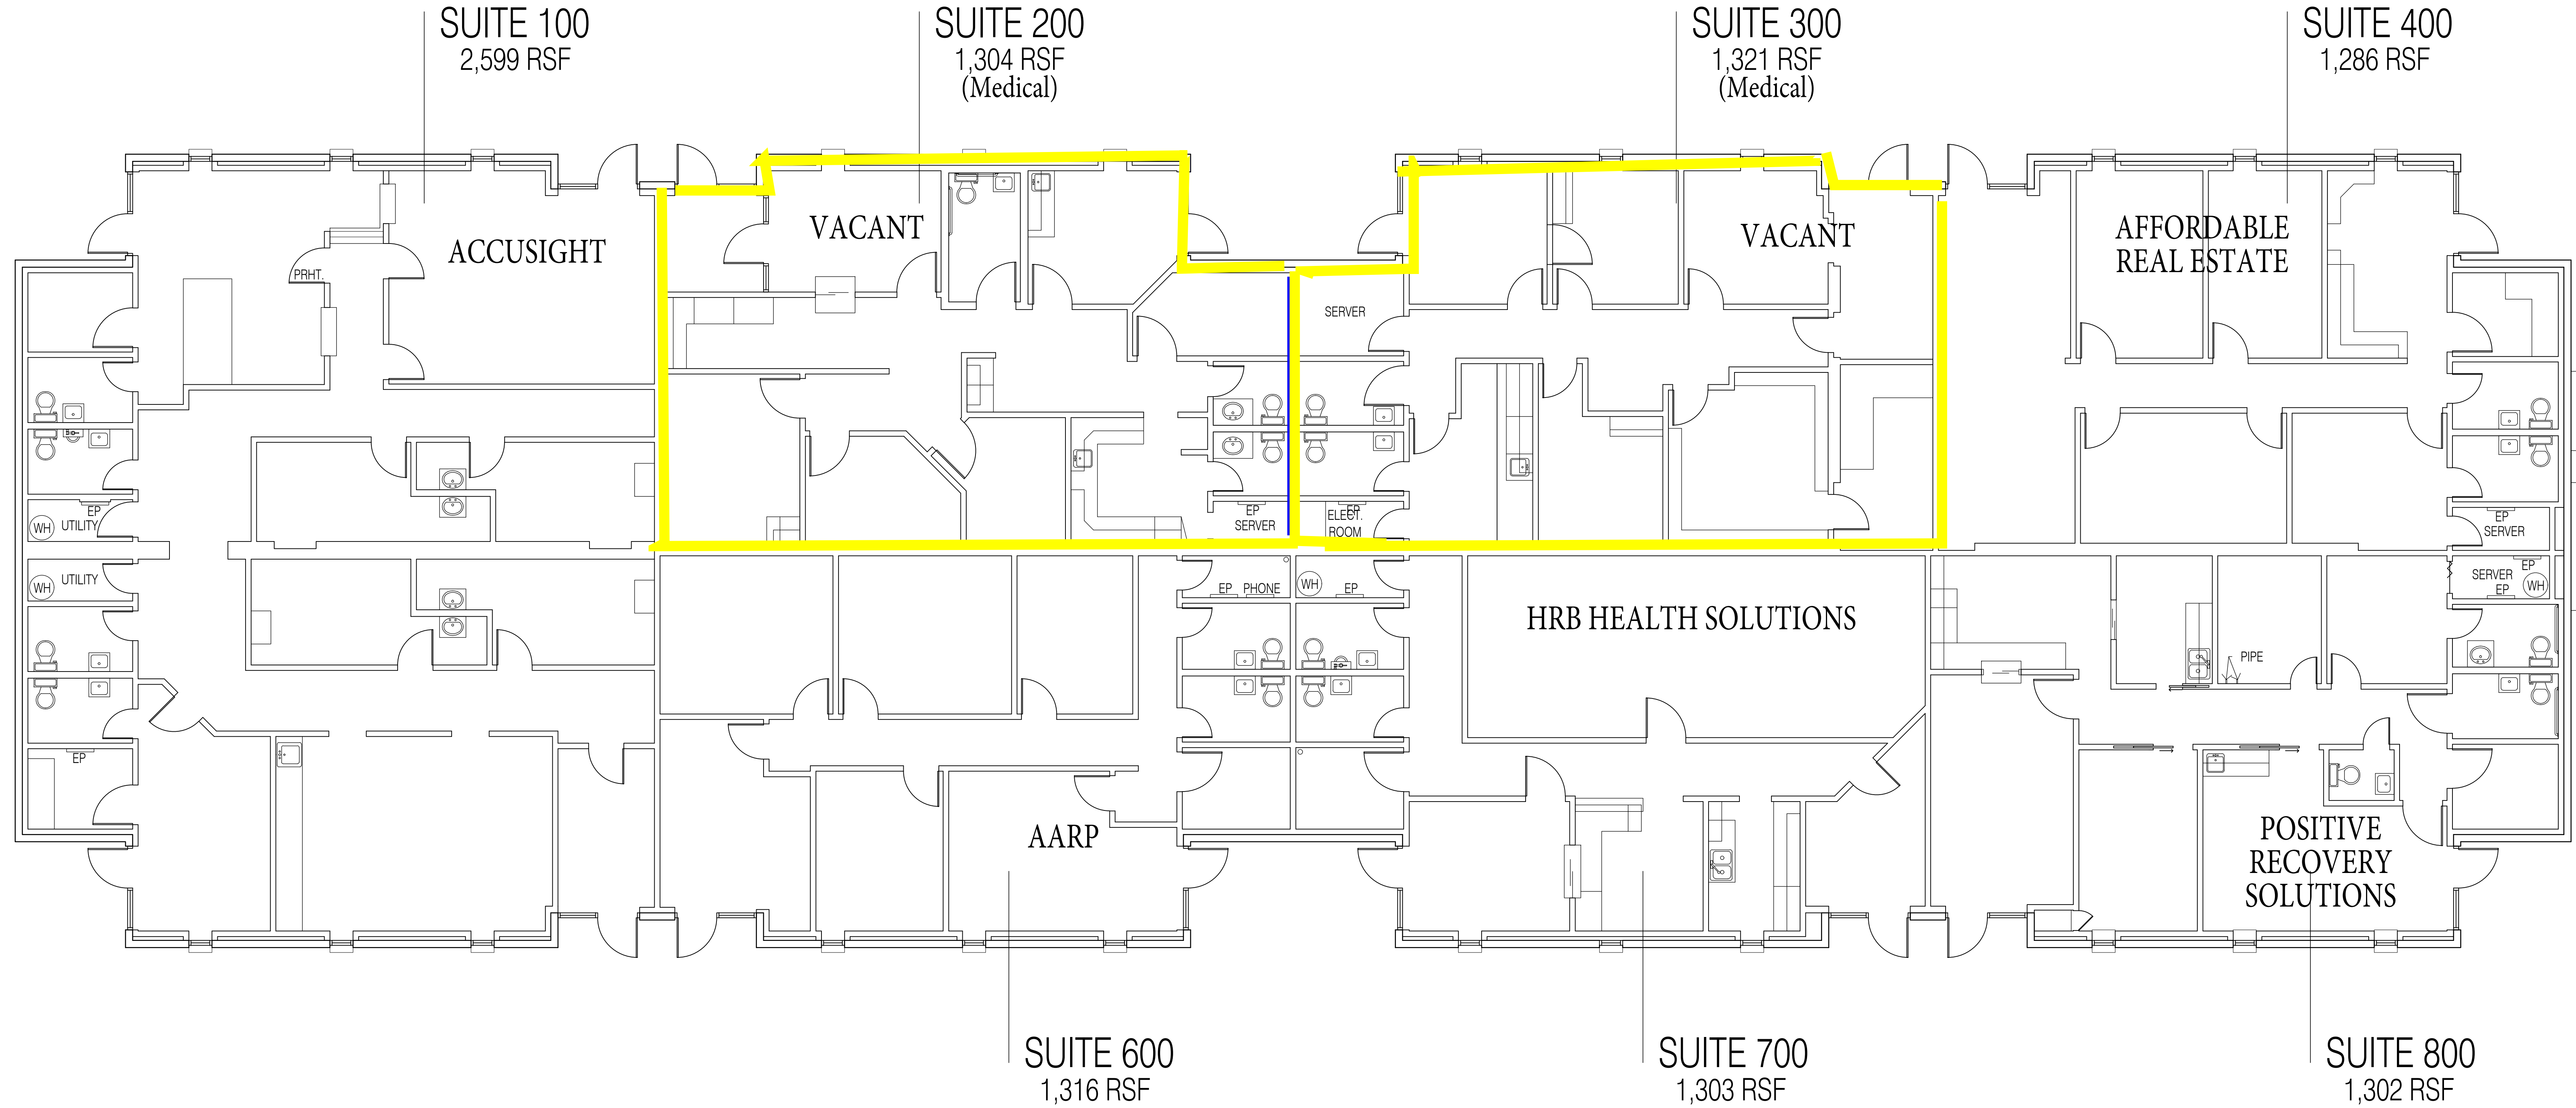 SUITE 100
2,599 RSF
SUITE 200
1,304 RSF
(Medical)
SUITE 300
1,321 RSF
(Medical)
SUITE 400
1,286 RSF
ACCUSIGHT
PRHT.
VACANT
VACANT
AFFORDABLE
REAL ESTATE
SERVER
EP
WH
UTILITY
EP
SERVER
EP
ELECT.
ROOM
EP
SERVER
WH
UTILITY
EP
PHONE
WH
EP
SERVER
EP
EP
WH
HRB HEALTH SOLUTIONS
PIPE
EP
AARP
POSITIVE
RECOVERY
SOLUTIONS
SUITE 600
1,316 RSF
SUITE 700
1,303 RSF
SUITE 800
1,302 RSF